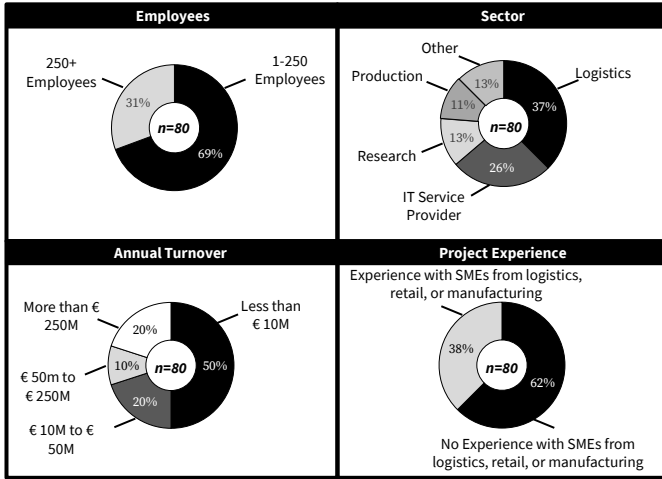 Employees
250+
Employees
1-250
Employees
31%
n=80
69%
Sector
Other
Production
Logistics
13%
11%
37%
n=80
13%
Research
26%
IT Service
Provider
Annual Turnover
More than €
250M
Less than
€ 10M
20%
10%
n=80
50%
€ 50m to
€ 250M
20%
€ 10M to €
50M
Project Experience
Experience with SMEs from logistics,
retail, or manufacturing
38%
n=80
62%
No Experience with SMEs from
logistics, retail, or manufacturing